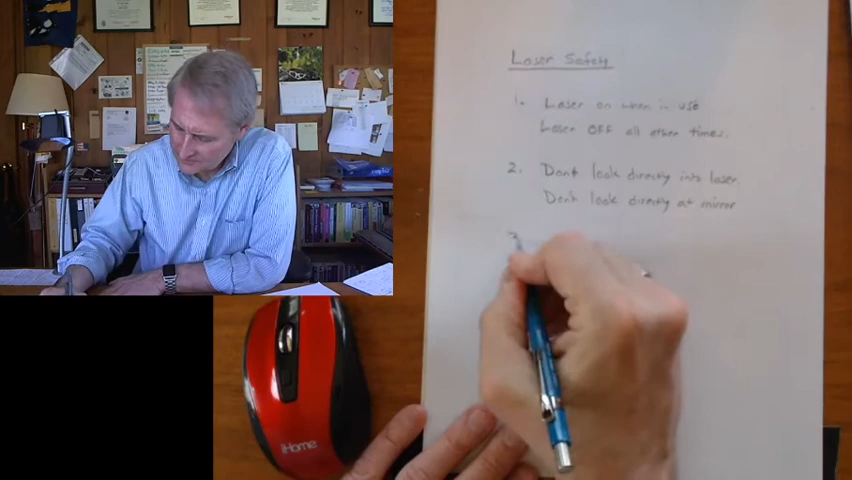 Laser Safety
1. Laser on when in use
Laser OFF all other times.
2. Don't look directly into laser.
Don't look directly at mirror
3
iHome